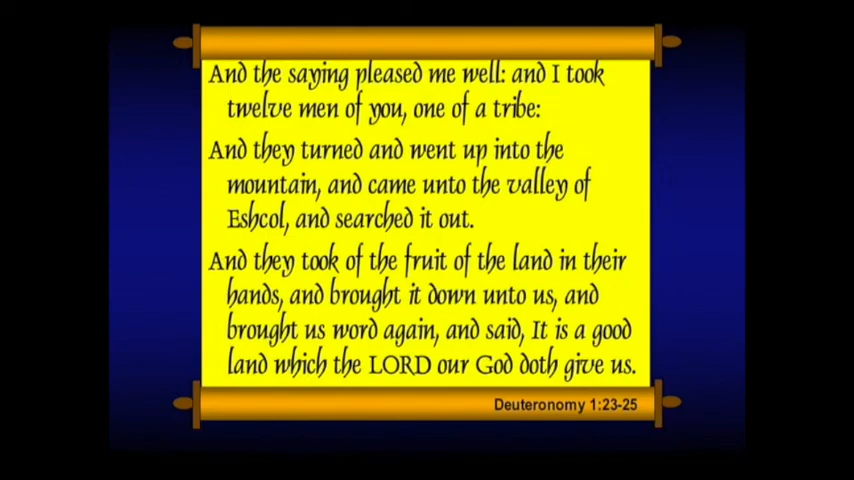 And the saying pleased me well: and I took
twelve men of you, one of a tribe:
And they turned and went up into the
mountain, and came unto the valley of
Eshcol, and searched it out.
And they took of the fruit of the land in their
hands, and brought it down unto us, and
brought us word again, and said, It is a good
land which the LORD our God doth give us.
Deuteronomy 1:23-25